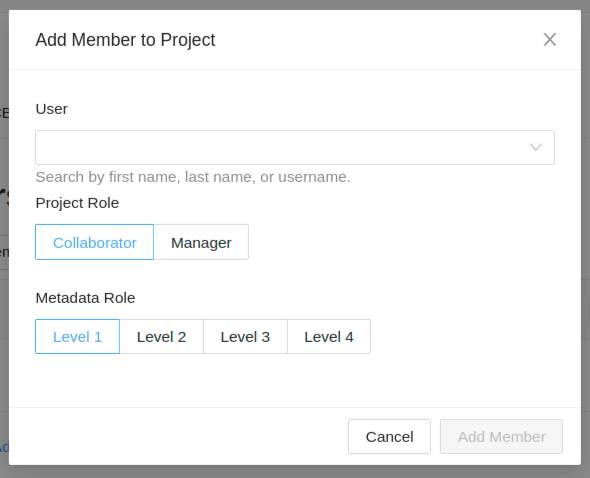 Add Member to Project
User
Search by first name, last name, or username.
Project Role
Collaborator Manager
Metadata Role
Level 1 Level 2 Level 3 Level 4
Cancel Add Member